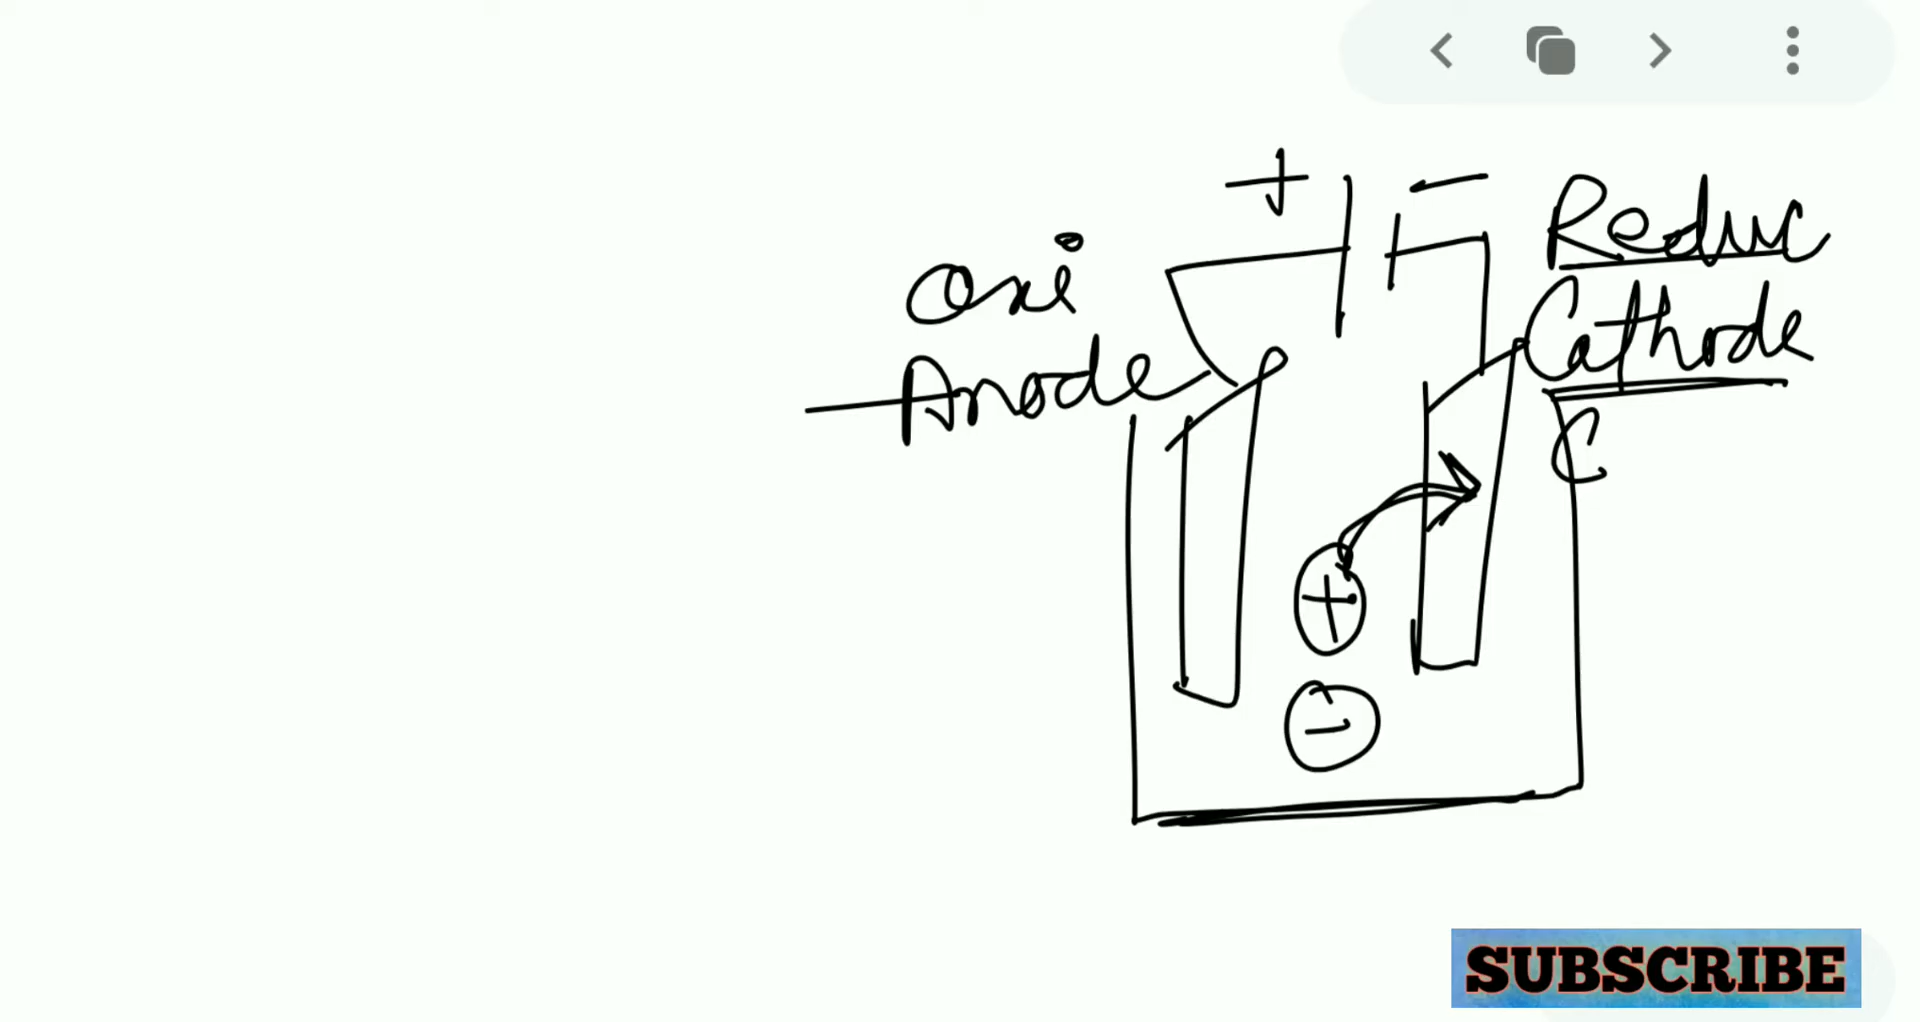 + -
Reduc
Oxi
Cathode
Anode
C
+
-
SUBSCRIBE